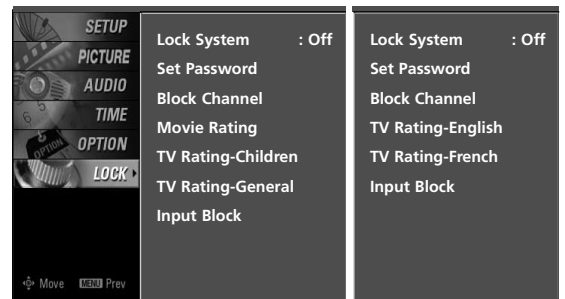 SETUP
PICTURE
AUDIO
TIME
OPTION
LOCK
Move MENU Prev
Lock System : Off
Set Password
Block Channel
Movie Rating
TV Rating-Children
TV Rating-General
Input Block
Lock System : Off
Set Password
Block Channel
TV Rating-English
TV Rating-French
Input Block